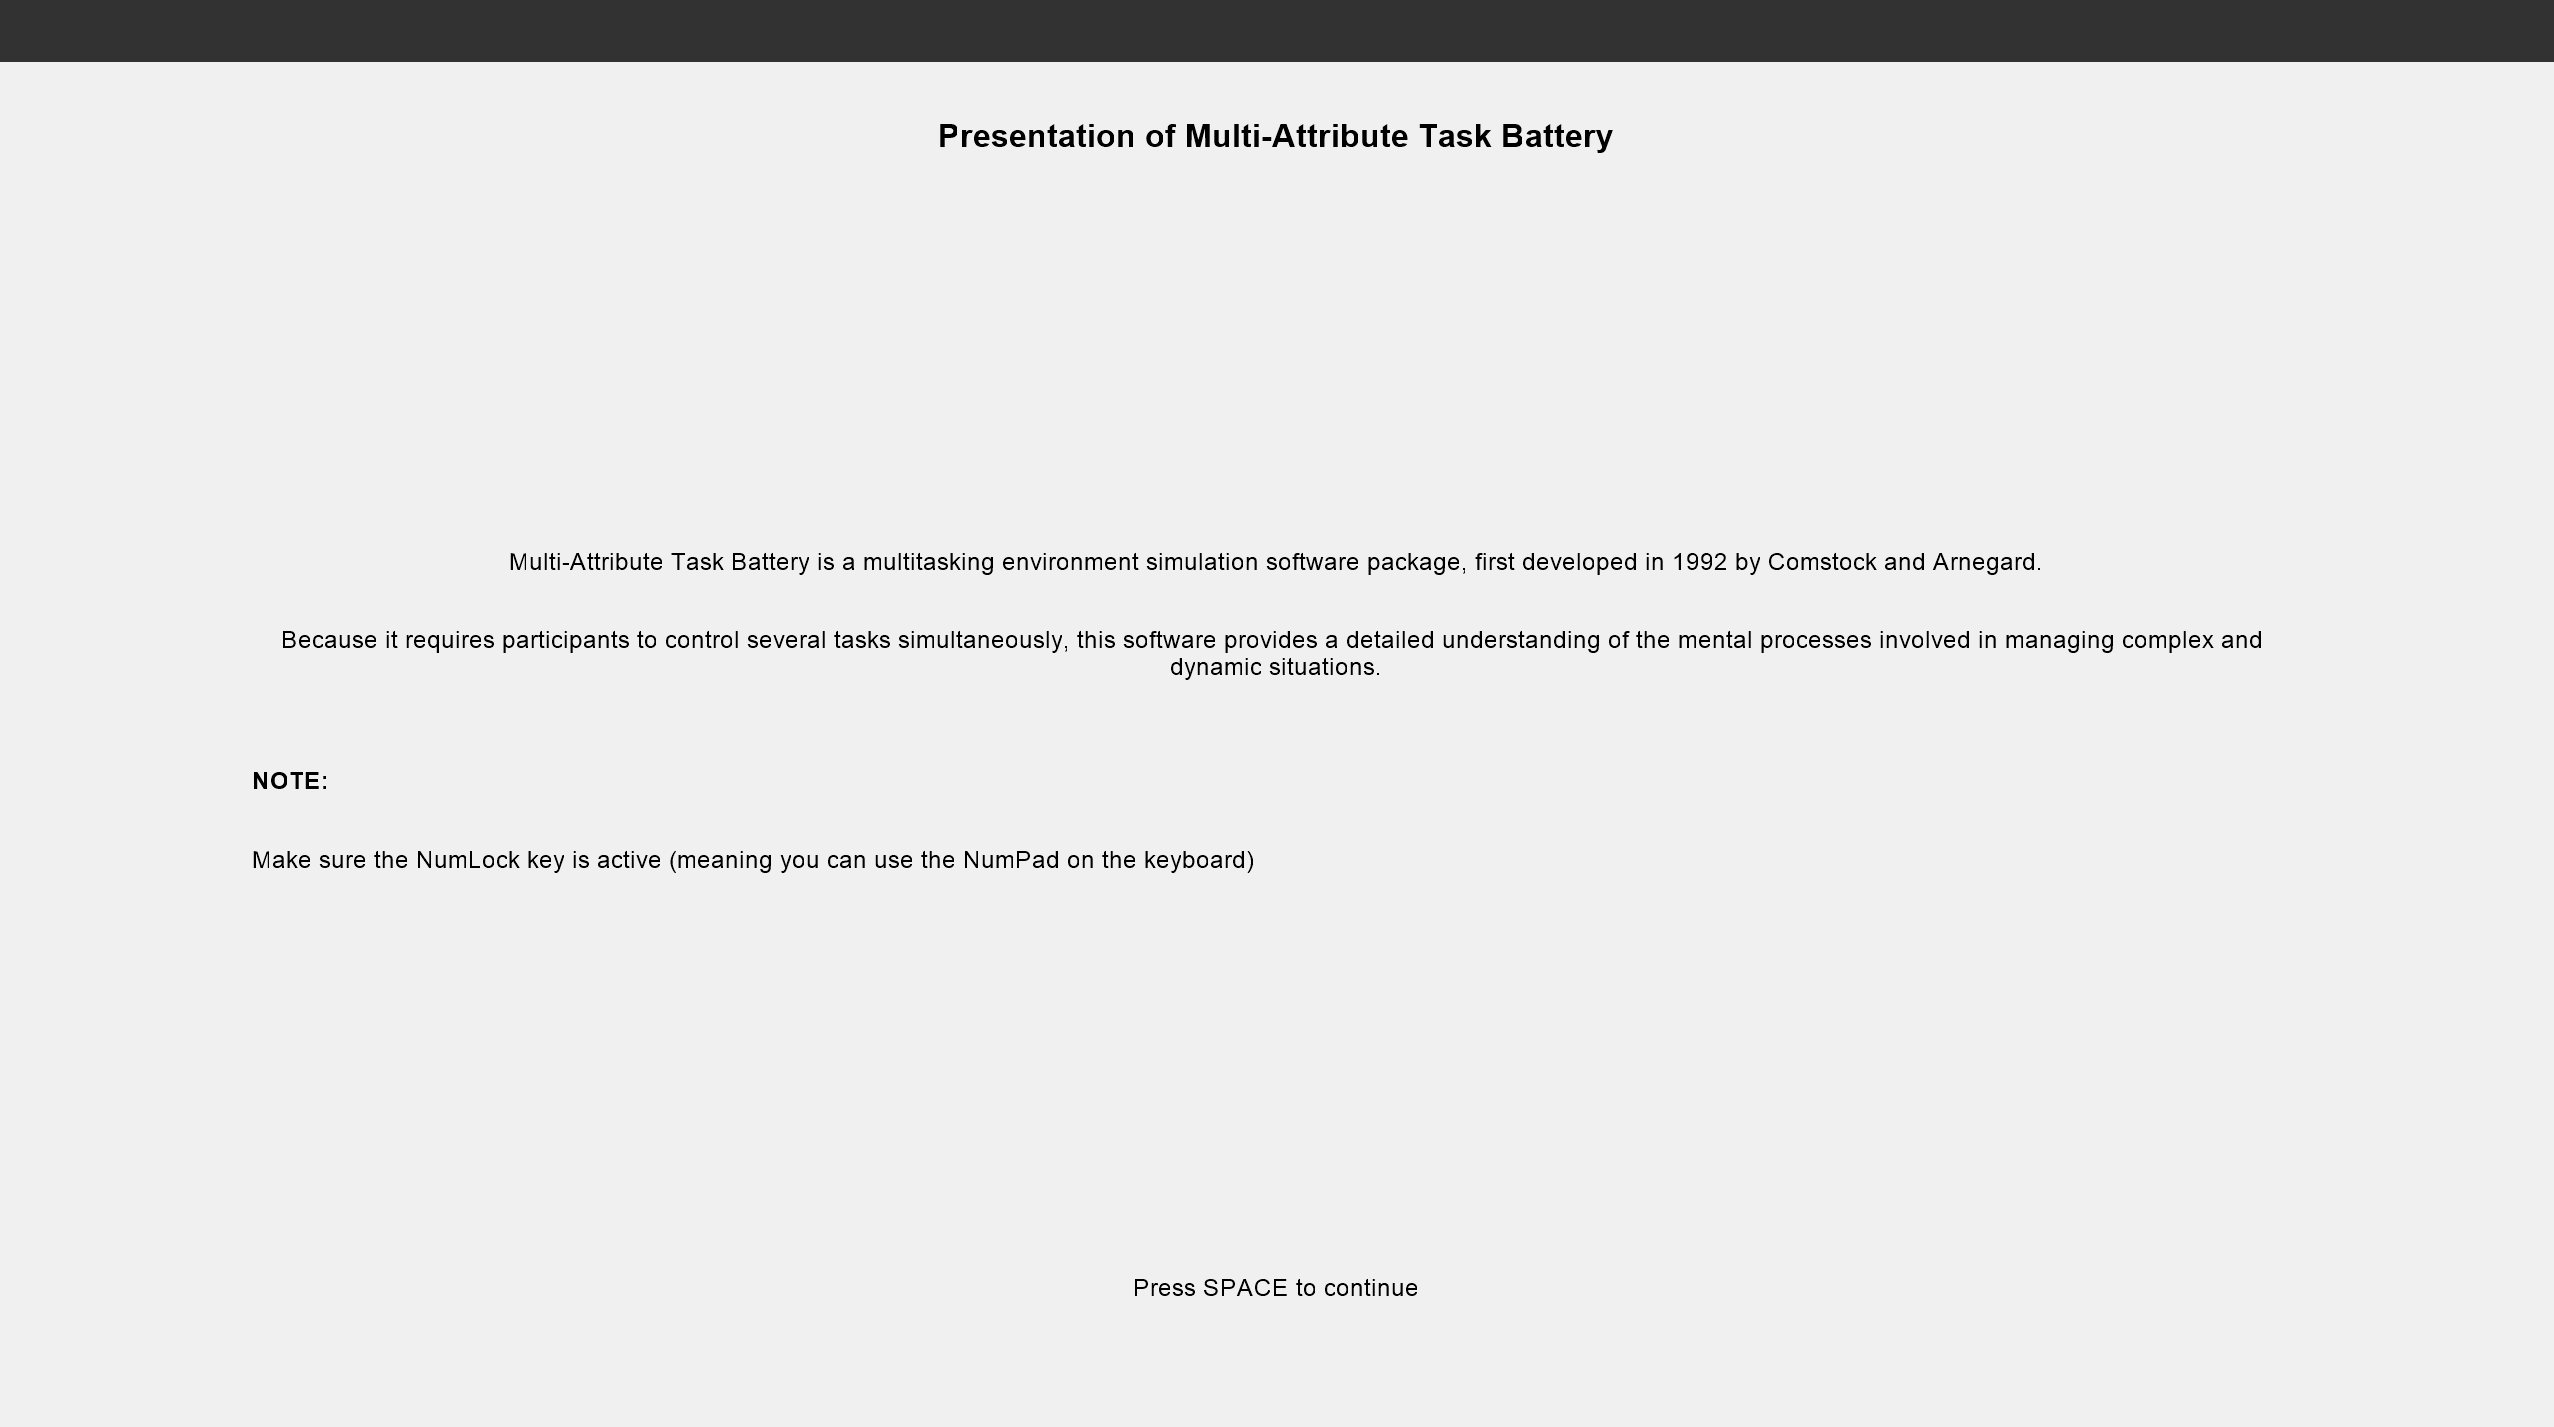 Presentation of Multi-Attribute Task Battery
Multi-Attribute Task Battery is a multitasking environment simulation software package, first developed in 1992 by Comstock and Arnegard.
Because it requires participants to control several tasks simultaneously, this software provides a detailed understanding of the mental processes involved in managing complex and
dynamic situations.
NOTE:
Make sure the NumLock key is active (meaning you can use the NumPad on the keyboard)
Press SPACE to continue